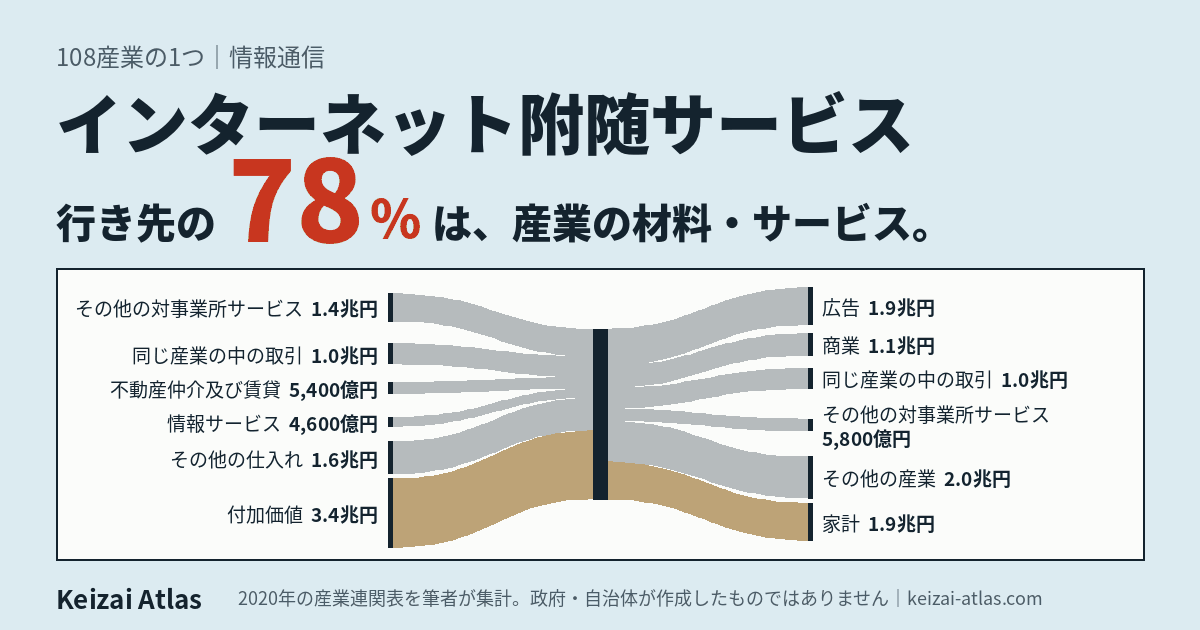 108産業の1つ｜情報通信
インターネット附随サービス
行き先の 78% は、産業の材料・サービス。
その他の対事業所サービス 1.4兆円
同じ産業の中の取引 1.0兆円
不動産仲介及び賃貸 5,400億円
情報サービス 4,600億円
その他の仕入れ 1.6兆円
付加価値 3.4兆円
広告 1.9兆円
商業 1.1兆円
同じ産業の中の取引 1.0兆円
その他の対事業所サービス
5,800億円
その他の産業 2.0兆円
家計 1.9兆円
Keizai Atlas
2020年の産業連関表を筆者が集計。政府・自治体が作成したものではありません｜keizai-atlas.com